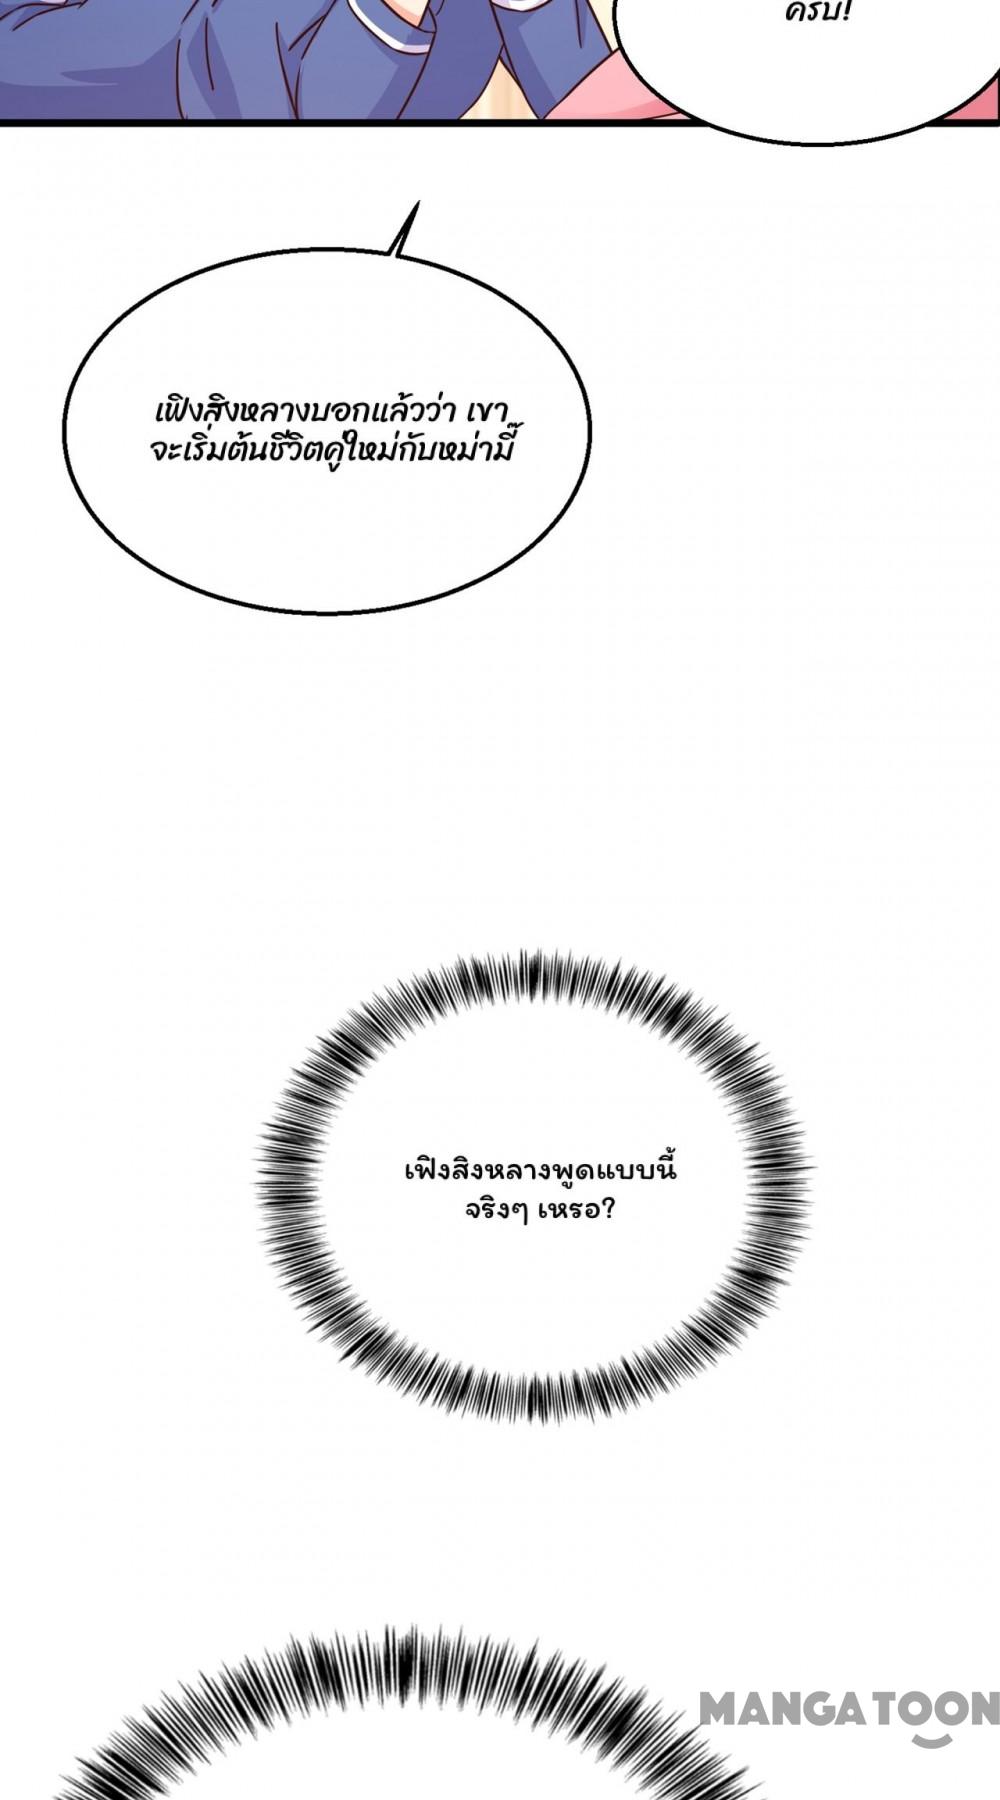 ครับ!
เฟิงสิงหลางบอกแล้วว่า เขา
จะเริ่มต้นชีวิตคู่ใหม่กับหม่ามี๊
เฟิงสิงหลางพูดแบบนี้
จริงๆ เหรอ?
MANGATOON